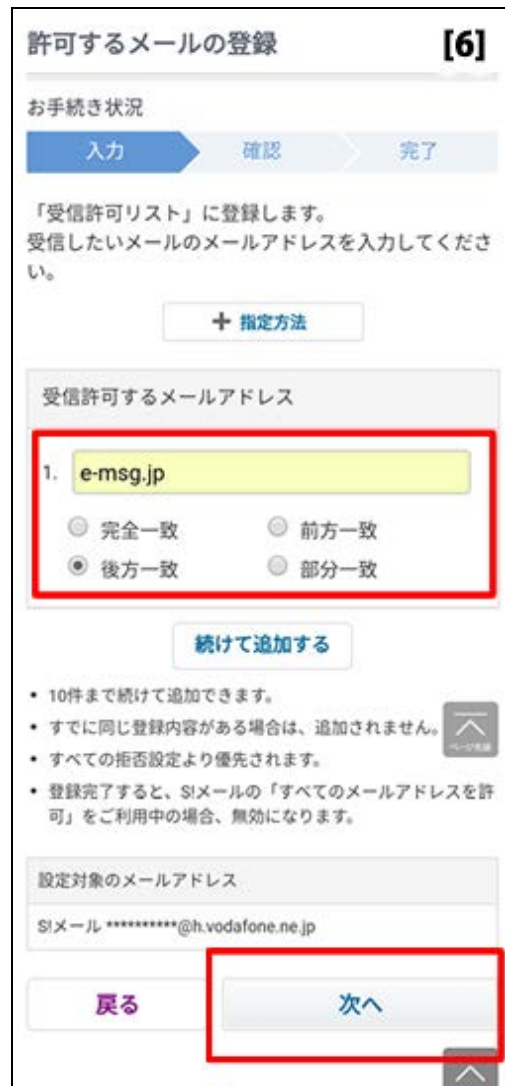 許可するメールの登録 [6]
お手続き状況
入力 確認 完了
「受信許可リスト」に登録します。
受信したいメールのメールアドレスを入力してくださ
い。
+ 指定方法
受信許可するメールアドレス
1. e-msg.jp
完全一致 前方一致
後方一致 部分一致
続けて追加する
• 10件まで続けて追加できます。
• すでに同じ登録内容がある場合は、追加されません。
• すべての拒否設定より優先されます。
• 登録完了すると、S!メールの「すべてのメールアドレスを許
可」をご利用中の場合、無効になります。
ページ先頭
設定対象のメールアドレス
S!メール **********@h.vodafone.ne.jp
戻る 次へ